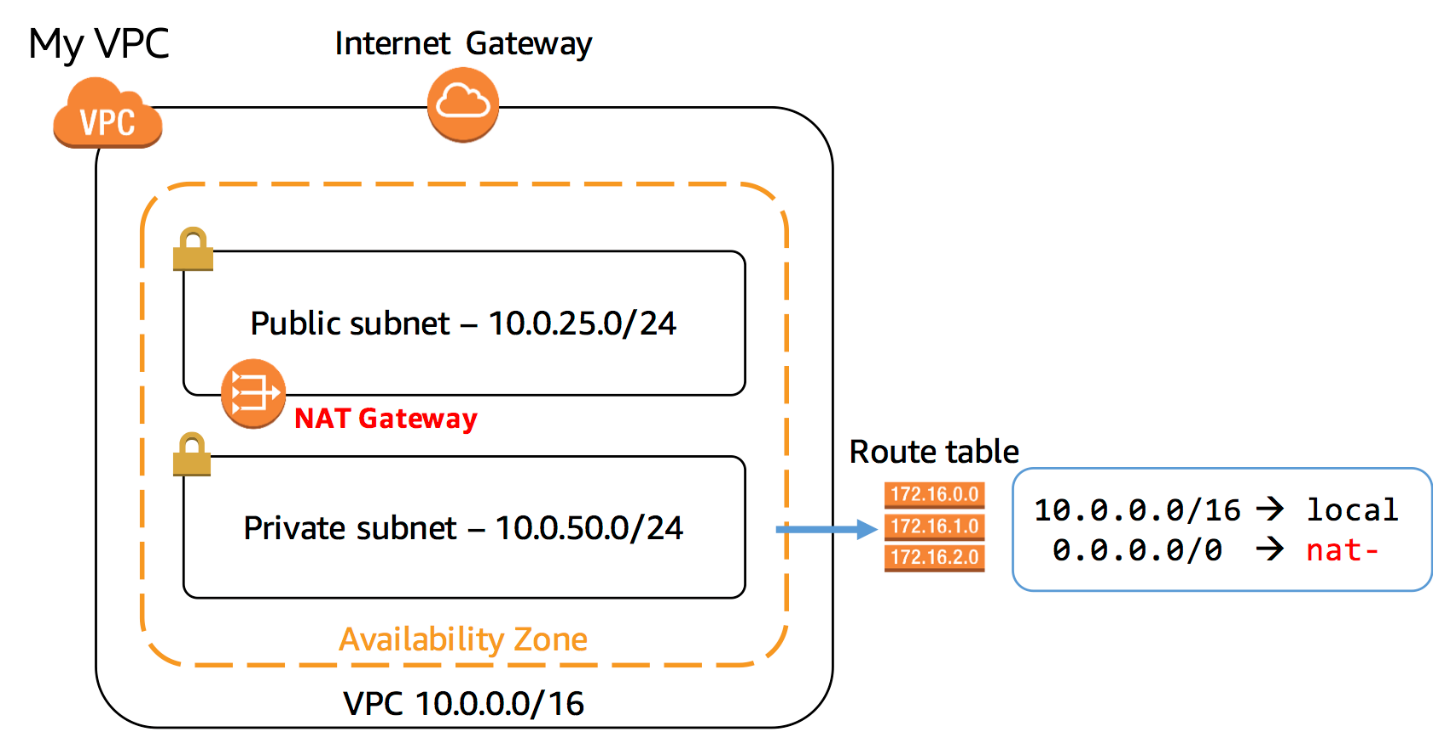 My VPC
Internet Gateway
VPC
Public subnet – 10.0.25.0/24
NAT Gateway
Private subnet – 10.0.50.0/24
Availability Zone
VPC 10.0.0.0/16
Route table
172.16.0.0
172.16.1.0
172.16.2.0
10.0.0.0/16 → local
0.0.0.0/0 → nat-